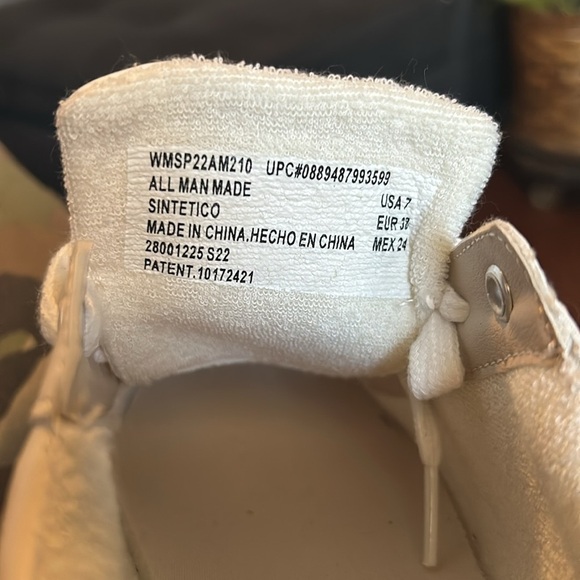 WMSP22AM210 UPC#0889487993599
ALL MAN MADE USA 7
SINTETICO EUR 38
MADE IN CHINA.HECHO EN CHINA MEX 24
28001225 S22
PATENT.10172421